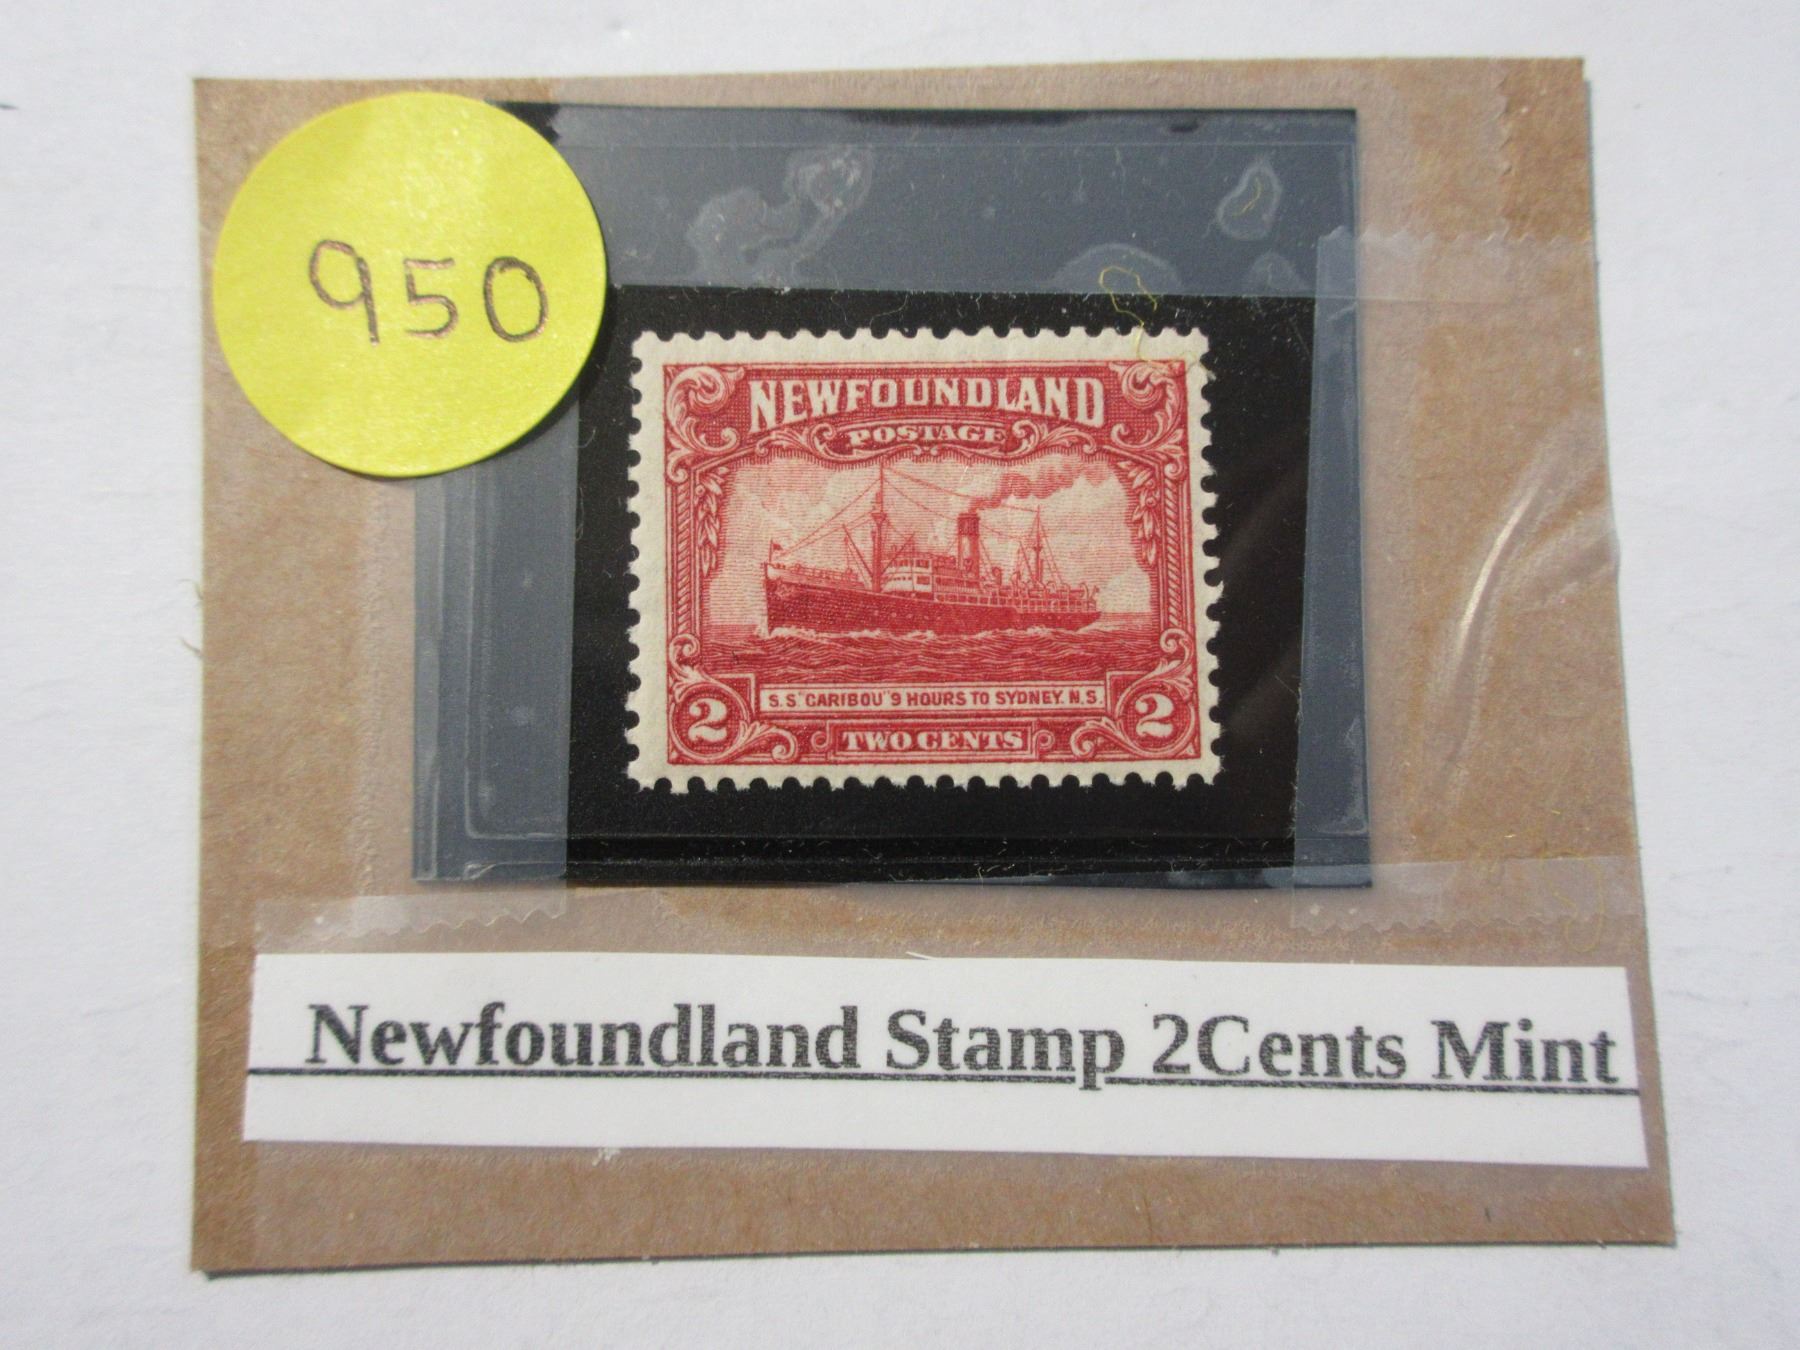 950
NEWFOUNDLAND
POSTAGE
S.S. "CARIBOU" 9 HOURS TO SYDNEY. N.S
2 2
TWO CENTS
Newfoundland Stamp 2Cents Mint